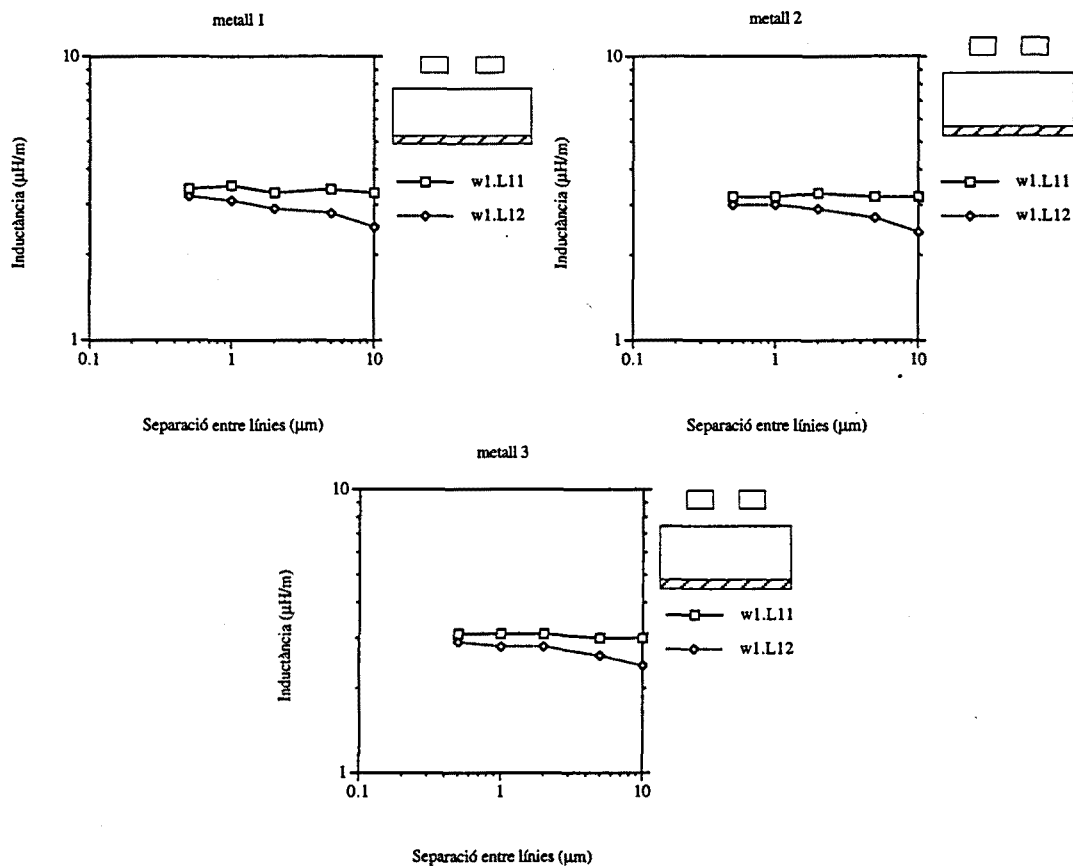 metall 1
10
Inductància (µH/m)
1
0.1
1
10
Separació entre línies (µm)
w1.L11
w1.L12
metall 2
10
Inductància (µH/m)
1
0.1
1
10
Separació entre línies (µm)
w1.L11
w1.L12
metall 3
10
Inductància (µH/m)
1
0.1
1
10
Separació entre línies (µm)
w1.L11
w1.L12